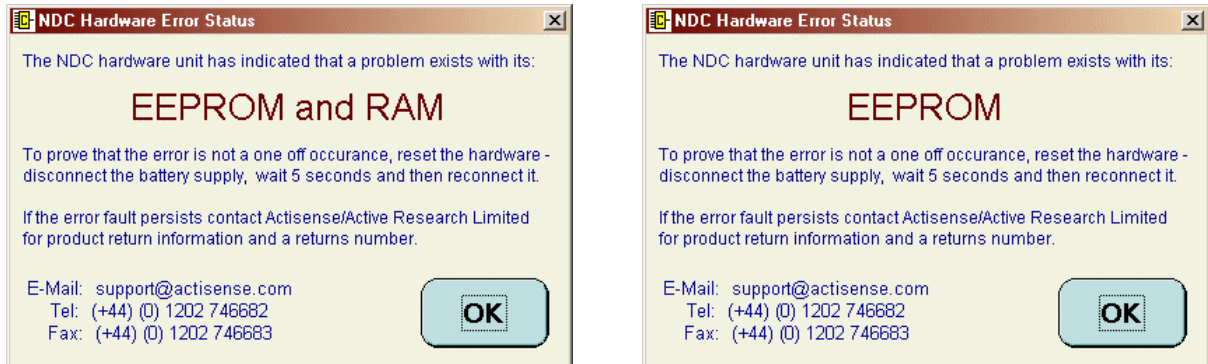 NDC Hardware Error Status
The NDC hardware unit has indicated that a problem exists with its:
EEPROM and RAM
To prove that the error is not a one off occurance, reset the hardware -
disconnect the battery supply, wait 5 seconds and then reconnect it.
If the error fault persists contact Actisense/Active Research Limited
for product return information and a returns number.
E-Mail: support@actisense.com
Tel: (+44) (0) 1202 746682
Fax: (+44) (0) 1202 746683
OK
NDC Hardware Error Status
The NDC hardware unit has indicated that a problem exists with its:
EEPROM
To prove that the error is not a one off occurance, reset the hardware -
disconnect the battery supply, wait 5 seconds and then reconnect it.
If the error fault persists contact Actisense/Active Research Limited
for product return information and a returns number.
E-Mail: support@actisense.com
Tel: (+44) (0) 1202 746682
Fax: (+44) (0) 1202 746683
OK